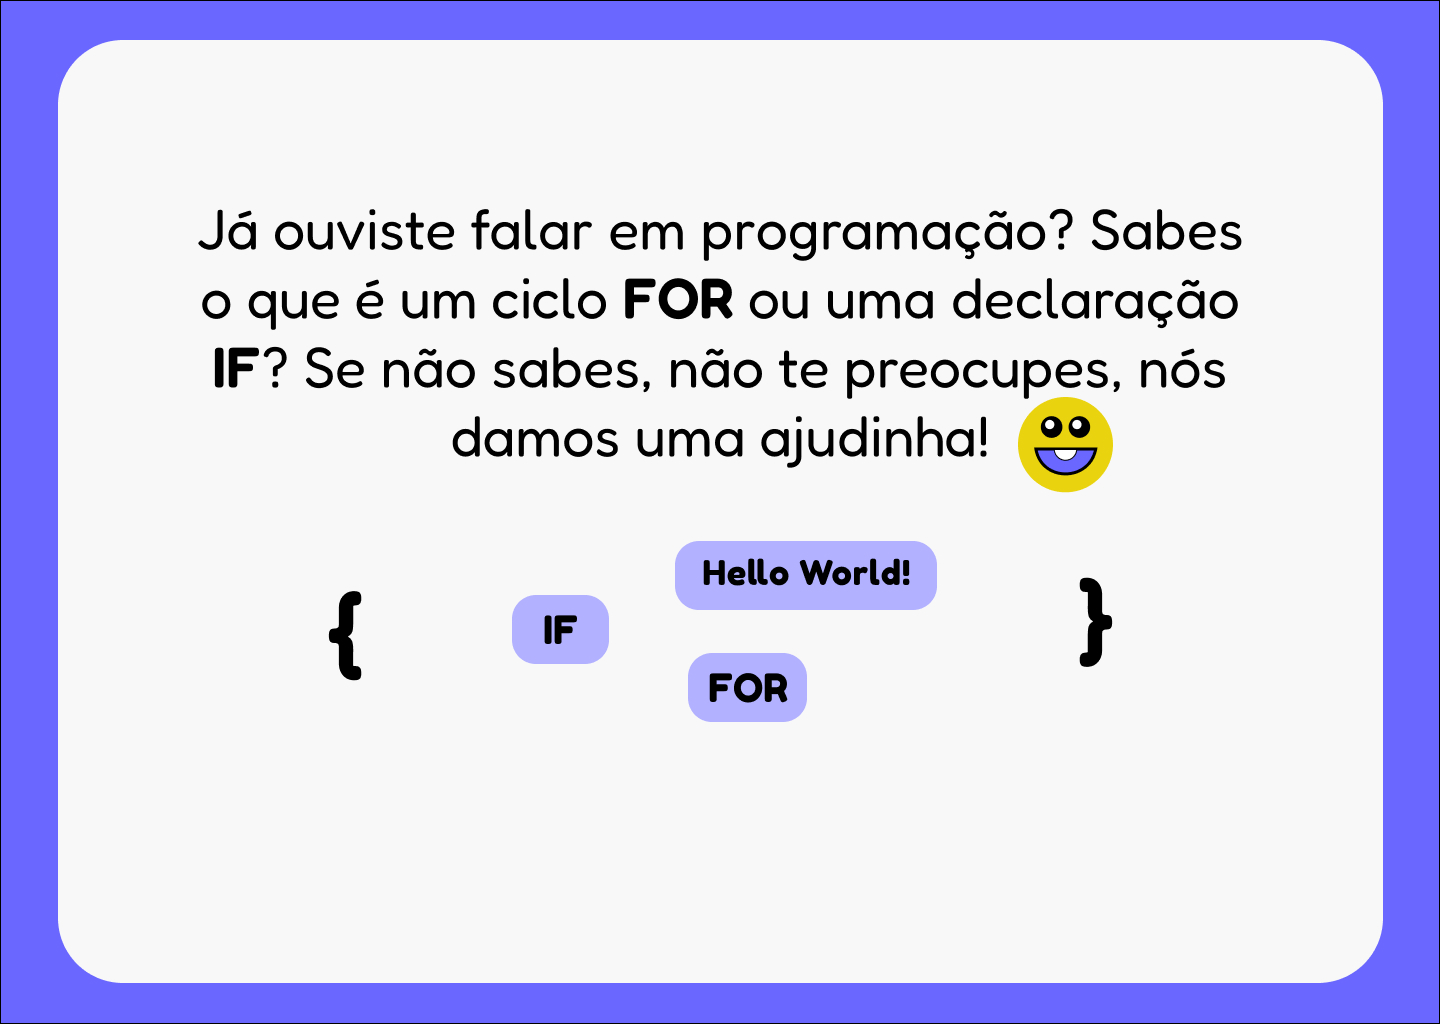 Já ouviste falar em programação? Sabes
o que é um ciclo FOR ou uma declaração
IF? Se não sabes, não te preocupes, nós
damos uma ajudinha!
Hello World!
{
IF
}
FOR